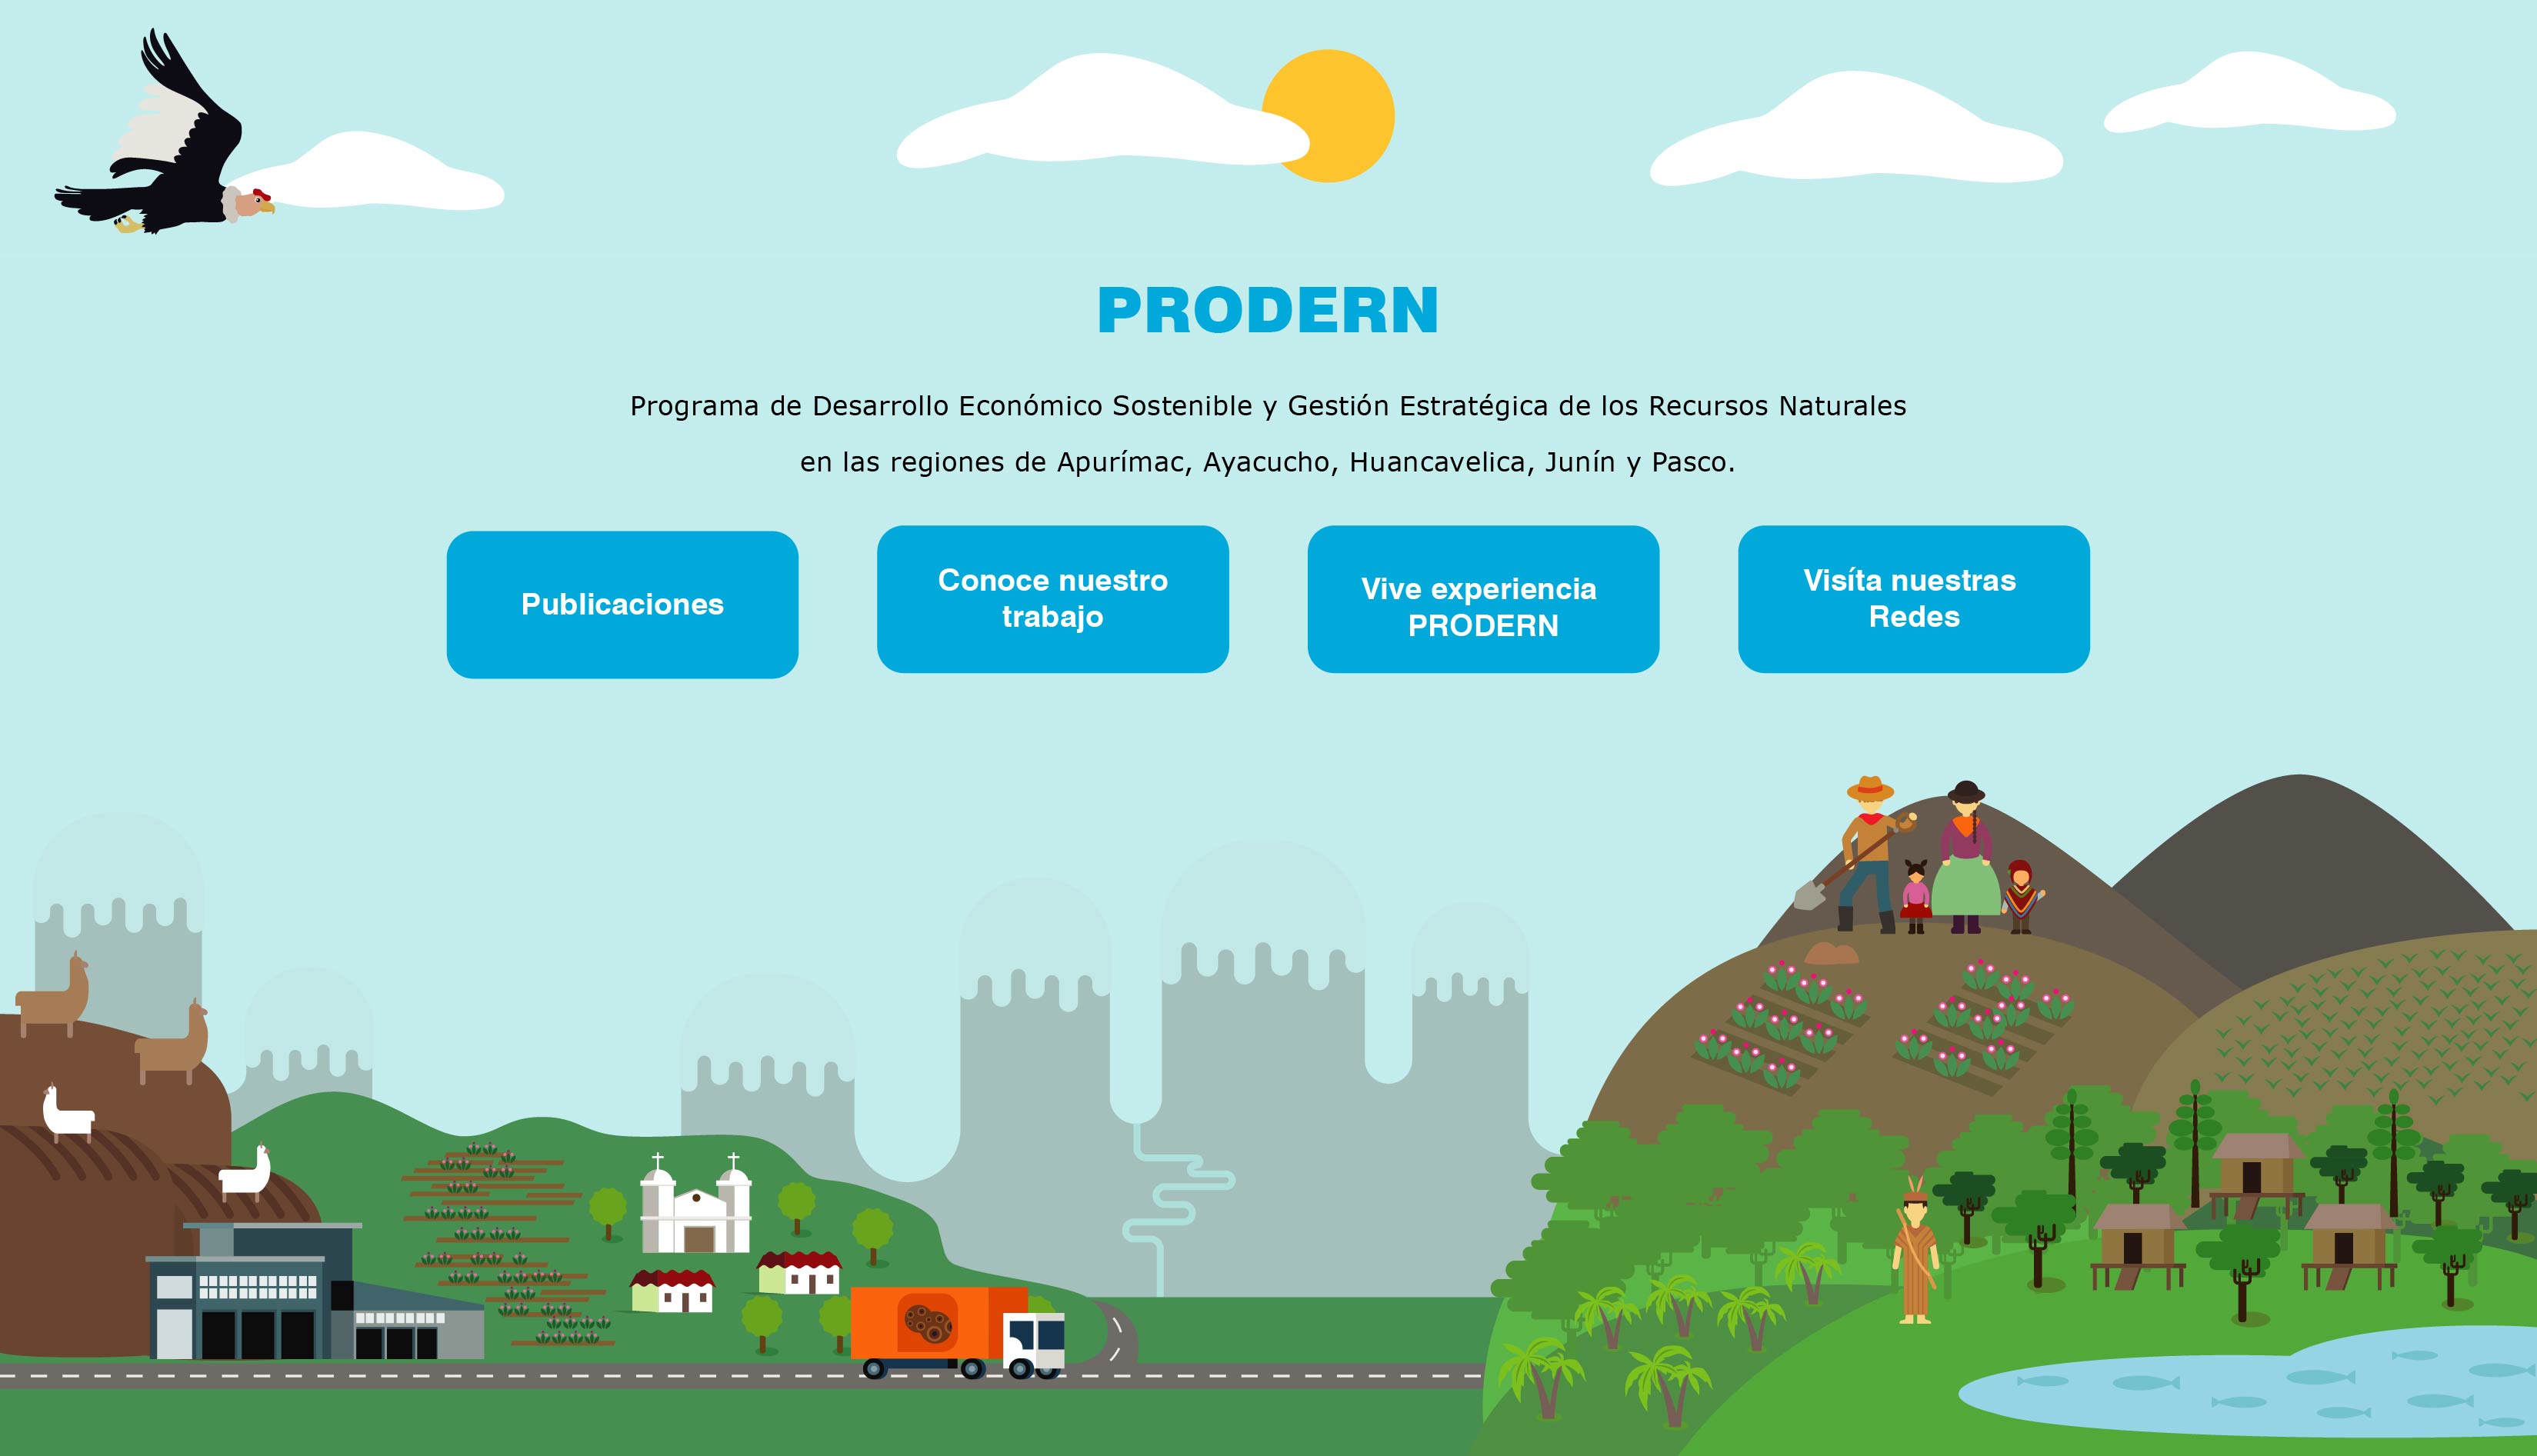 PRODERN
Programa de Desarrollo Económico Sostenible y Gestión Estratégica de los Recursos Naturales
en las regiones de Apurímac, Ayacucho, Huancavelica, Junín y Pasco.
Publicaciones
Conoce nuestro
trabajo
Vive experiencia
PRODERN
Visíta nuestras
Redes